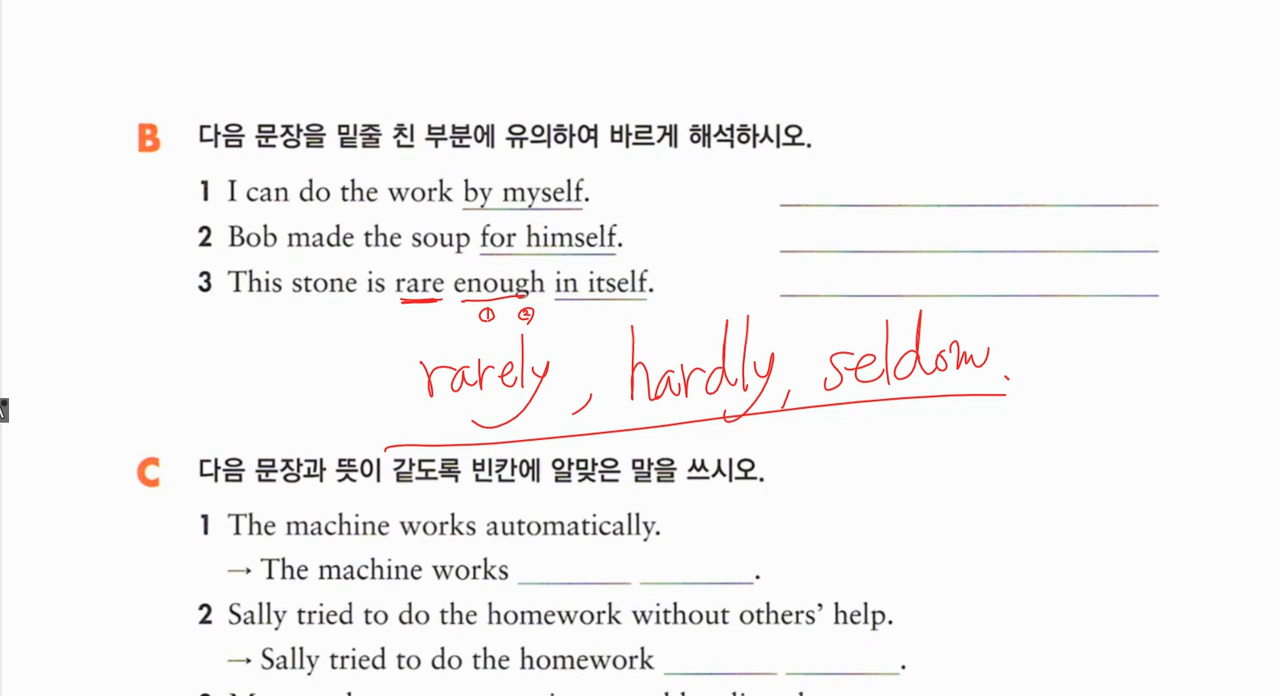 B 다음 문장을 밑줄 친 부분에 유의하여 바르게 해석하시오.
1 I can do the work by myself.
2 Bob made the soup for himself.
3 This stone is rare enough in itself.
① ②
rarely, hardly, seldom.
C 다음 문장과 뜻이 같도록 빈칸에 알맞은 말을 쓰시오.
1 The machine works automatically.
→ The machine works ______ ______.
2 Sally tried to do the homework without others' help.
→ Sally tried to do the homework ______ ______.